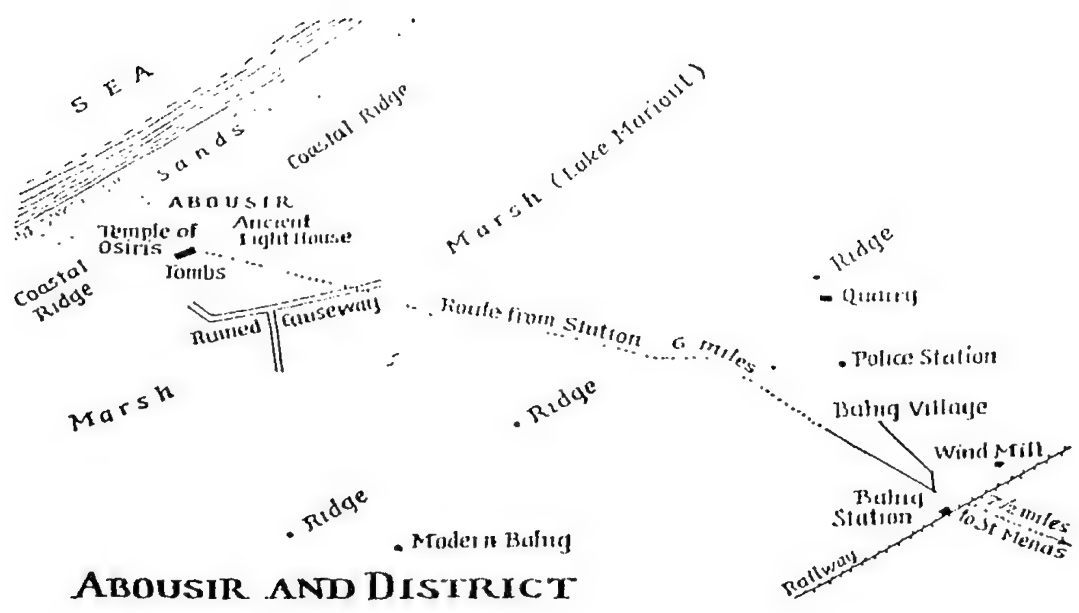 SEA
Sands
Coastal Ridge
Marsh (Lake Mariout)
ABOUSIR
Temple of
Osiris
Ancient
Light House
Tombs
Coastal
Ridge
Ruined Causeway
Route from Station 6 miles
Ridge
Quarry
Police Station
Bahig Village
Wind Mill
Marsh
Ridge
Bahig
Station
7½ miles
to St Menas
Ridge
Modern Bahig
Railway
ABOUSIR AND DISTRICT